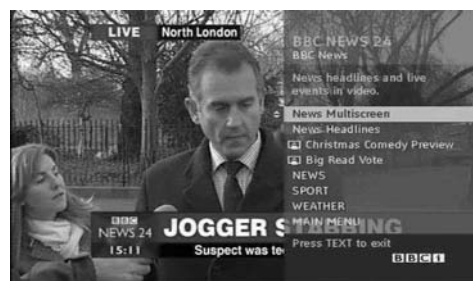 LIVE North London
BBC NEWS 24
BBC News
News headlines and live
events in video.
News Multiscreen
News Headlines
Christmas Comedy Preview
Big Read Vote
NEWS
SPORT
WEATHER
MAIN MENU
Press TEXT to exit
BBCi
BBC
NEWS 24
15:11
JOGGER STABBING
Suspect was